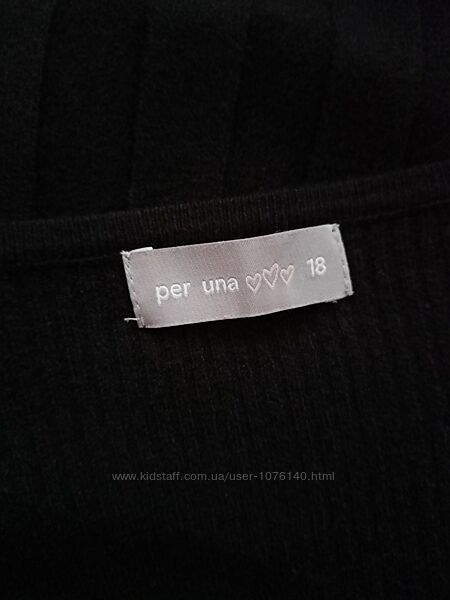 per una ♡♡♡ 18
www.kidstaff.com.ua/user-1076140.html